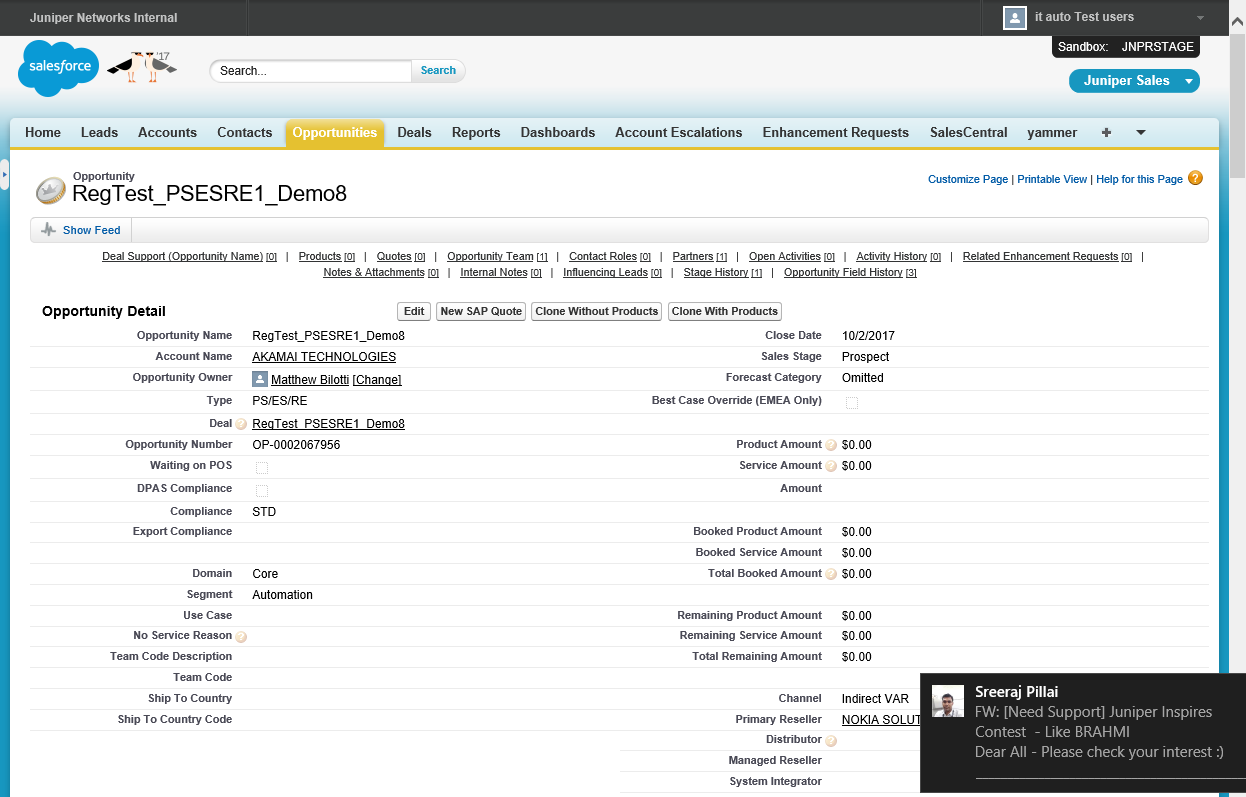 Juniper Networks Internal
it auto Test users
Sandbox: JNPRSTAGE
salesforce
'17
Search...
Search
Juniper Sales
Home Leads Accounts Contacts Opportunities Deals Reports Dashboards Account Escalations Enhancement Requests SalesCentral yammer +
Opportunity
RegTest_PSESRE1_Demo8
Customize Page | Printable View | Help for this Page ?
Show Feed
Deal Support (Opportunity Name) [0] | Products [0] | Quotes [0] | Opportunity Team [1] | Contact Roles [0] | Partners [1] | Open Activities [0] | Activity History [0] | Related Enhancement Requests [0] |
Notes & Attachments [0] | Internal Notes [0] | Influencing Leads [0] | Stage History [1] | Opportunity Field History [3]
Opportunity Detail
Edit New SAP Quote Clone Without Products Clone With Products
Opportunity Name RegTest_PSESRE1_Demo8 Close Date 10/2/2017
Account Name AKAMAI TECHNOLOGIES Sales Stage Prospect
Opportunity Owner Matthew Bilotti [Change] Forecast Category Omitted
Type PS/ES/RE Best Case Override (EMEA Only)
Deal ? RegTest_PSESRE1_Demo8
Opportunity Number OP-0002067956 Product Amount ? $0.00
Waiting on POS Service Amount ? $0.00
DPAS Compliance Amount
Compliance STD
Export Compliance Booked Product Amount $0.00
Booked Service Amount $0.00
Domain Core Total Booked Amount ? $0.00
Segment Automation
Use Case Remaining Product Amount $0.00
No Service Reason ? Remaining Service Amount $0.00
Team Code Description Total Remaining Amount $0.00
Team Code
Ship To Country Channel Indirect VAR
Ship To Country Code Primary Reseller NOKIA SOLUT
Distributor ?
Managed Reseller
System Integrator
Sreeraj Pillai
FW: [Need Support] Juniper Inspires
Contest - Like BRAHMI
Dear All - Please check your interest :)